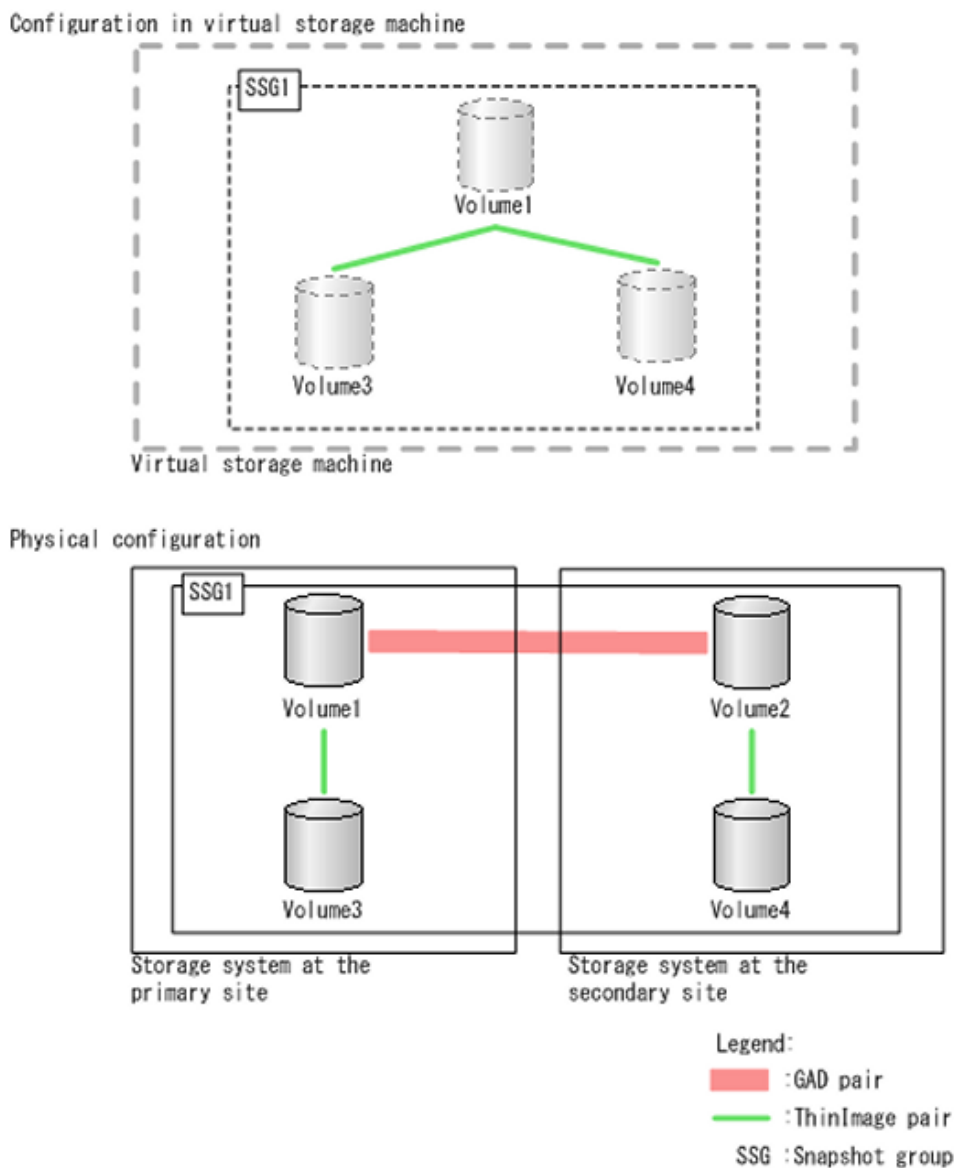 Configuration in virtual storage machine
SSG1
Volume1
Volume3
Volume4
Virtual storage machine
Physical configuration
SSG1
Volume1
Volume2
Volume3
Volume4
Storage system at the
primary site
Storage system at the
secondary site
Legend:
:GAD pair
:ThinImage pair
SSG :Snapshot group